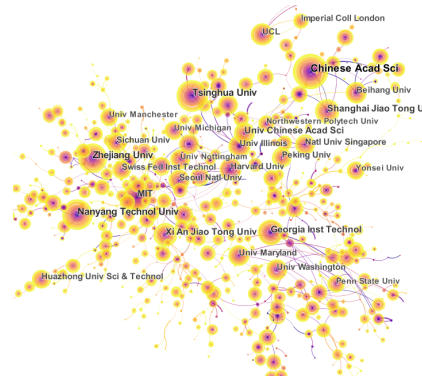 Imperial Coll London
UCL
Chinese Acad Sci
Beihang Univ
Tsinghua Univ
Shanghai Jiao Tong U
Univ Manchester
Northwestern Polytech Univ
Univ Michigan
Univ Chinese Acad Sci
Sichuan Univ
Univ Illinois
Natl Univ Singapore
Zhejiang Univ
Univ Nottingham
Peking Univ
Swiss Fed Inst Technol
Harvard Univ
Yonsei Univ
Seoul Natl Univ
MIT
Nanyang Technol Univ
Xi An Jiao Tong Univ
Georgia Inst Technol
Univ Maryland
Univ Washington
Huazhong Univ Sci & Technol
Penn State Univ